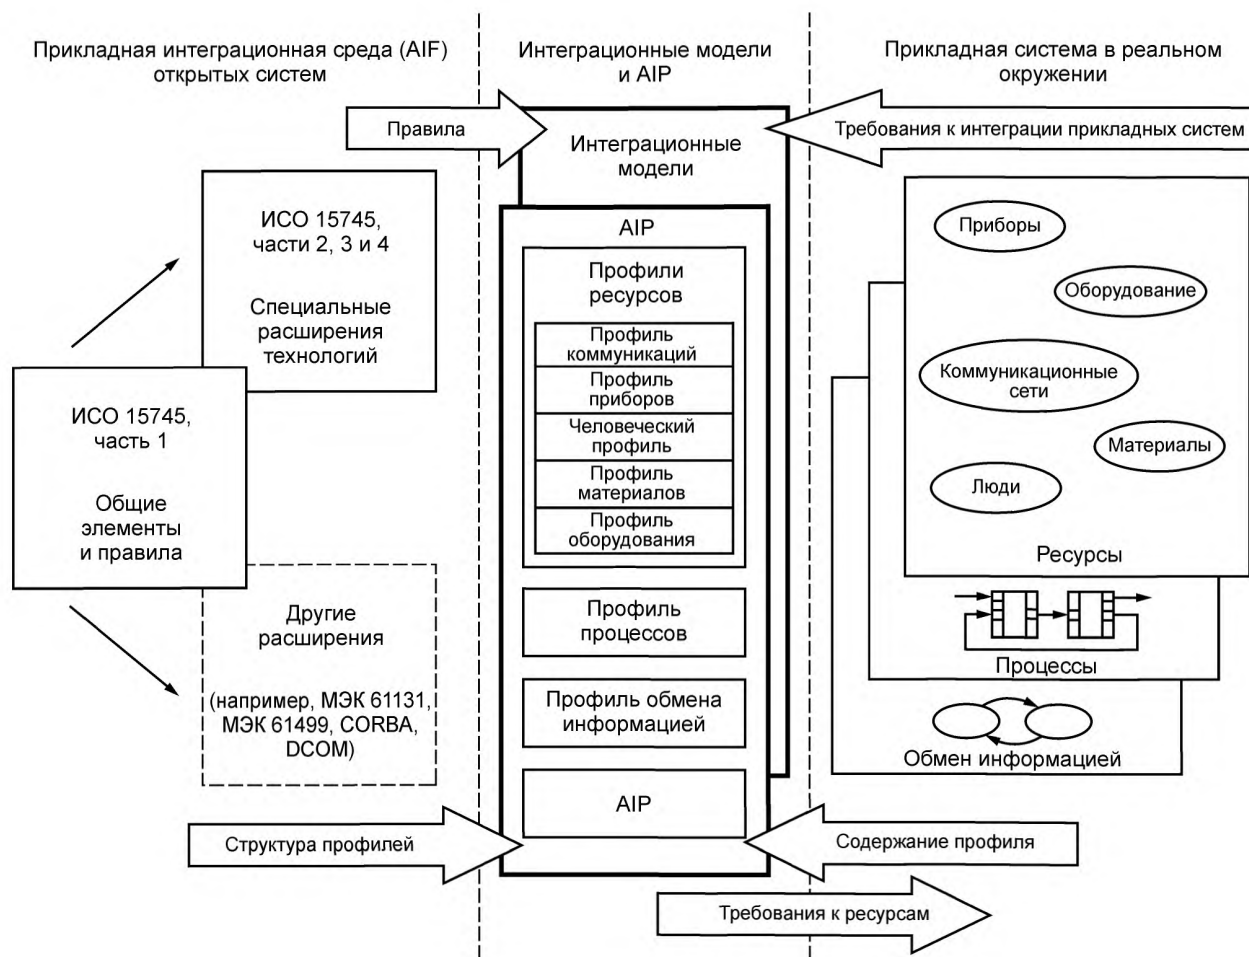 Прикладная интеграционная среда (AIF)
открытых систем
Интеграционные модели
и AIP
Прикладная система в реальном
окружении
Правила
Интеграционные
модели
Требования к интеграции прикладных систем
ИСО 15745,
части 2, 3 и 4
Специальные
расширения
технологий
ИСО 15745,
часть 1
Общие
элементы
и правила
Другие
расширения
(например, МЭК 61131,
МЭК 61499, CORBA,
DCOM)
Структура профилей
AIP
Профили
ресурсов
Профиль
коммуникаций
Профиль
приборов
Человеческий
профиль
Профиль
материалов
Профиль
оборудования
Профиль
процессов
Профиль обмена
информацией
AIP
Приборы
Оборудование
Коммуникационные
сети
Материалы
Люди
Ресурсы
Процессы
Обмен информацией
Содержание профиля
Требования к ресурсам